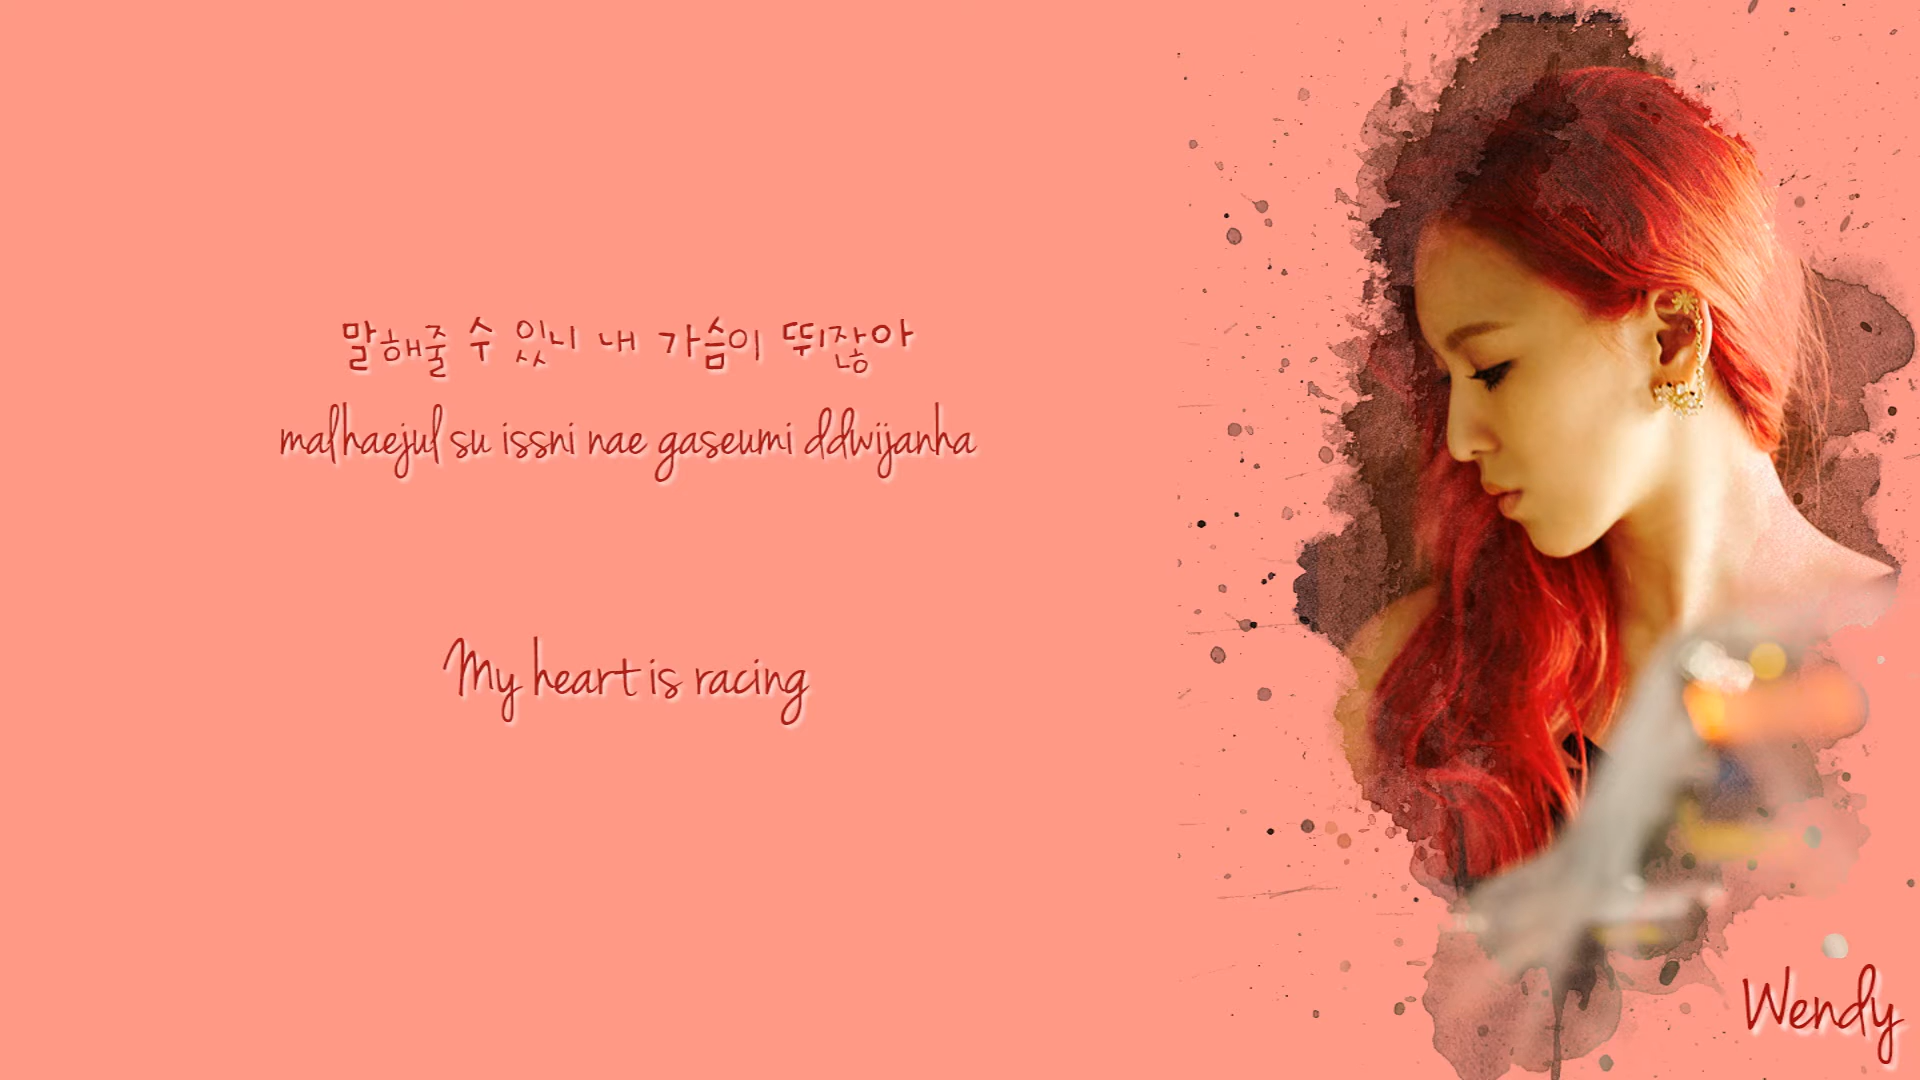 말해줄 수 있니 내 가슴이 뛰잖아
malhaejul su issni nae gaseumi ddwijanha
My heart is racing
Wendy